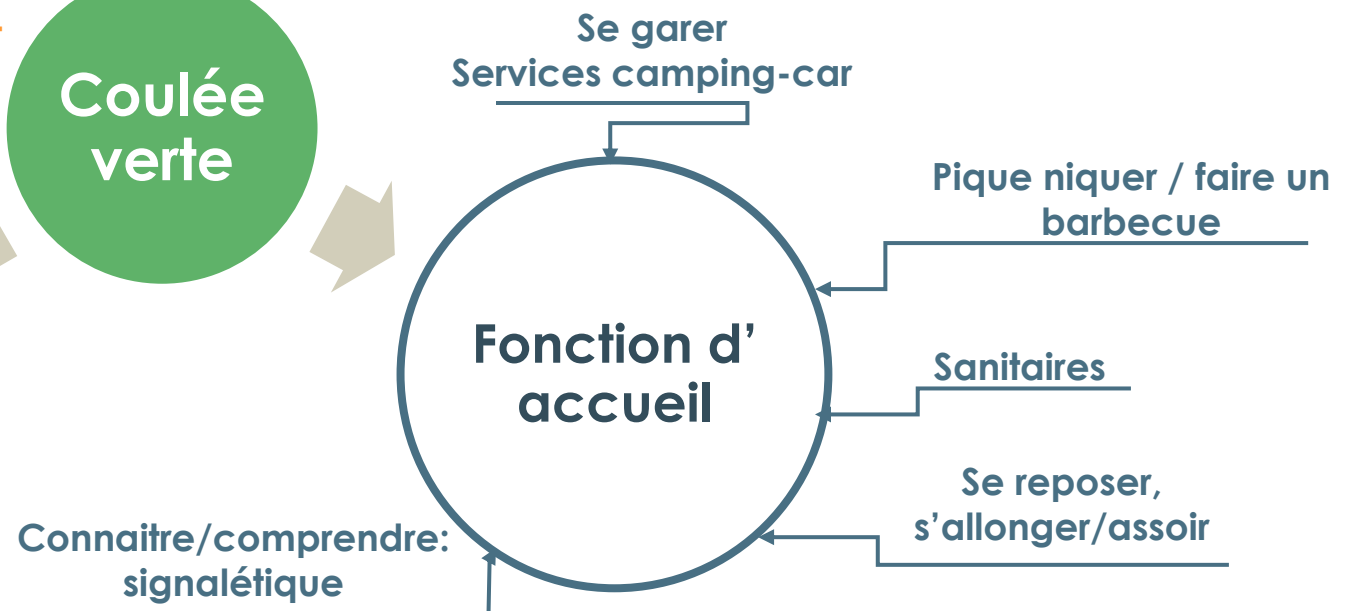 Coulée
verte
Se garer
Services camping-car
Pique niquer / faire un
barbecue
Fonction d’
accueil
Sanitaires
Se reposer,
s’allonger/assoir
Connaitre/comprendre:
signalétique